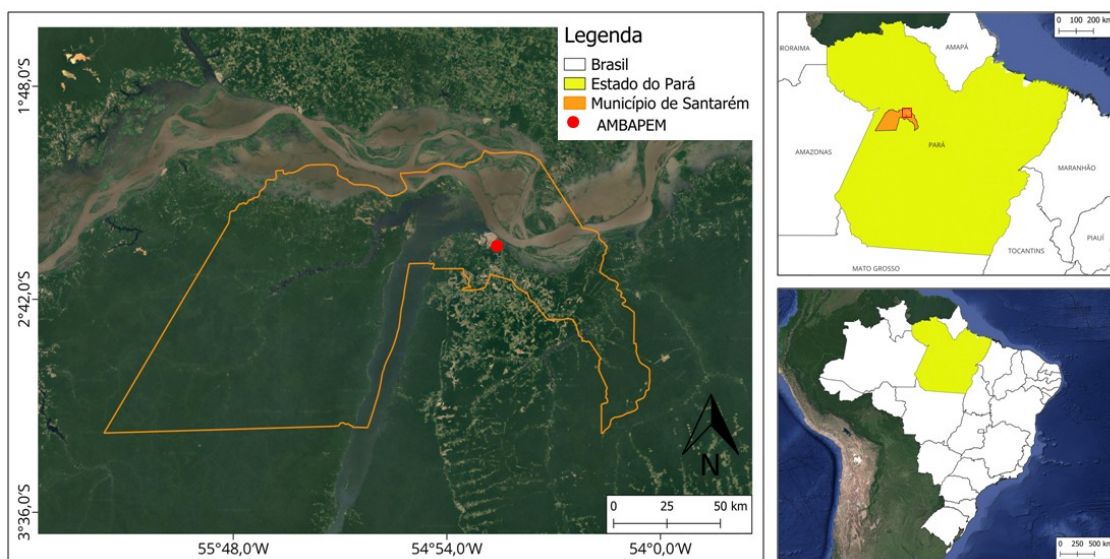 Legenda
Brasil
Estado do Pará
Município de Santarém
AMBAPEM
1°48,0'S
2°42,0'S
3°36,0'S
55°48,0'W
54°54,0'W
54°0,0'W
N
0 25 50 km
0 100 200 km
RORAIMA
AMAPÁ
AMAZONAS
PARÁ
MARANHÃO
PIAUÍ
TOCANTINS
MATO GROSSO
0 250 500 km